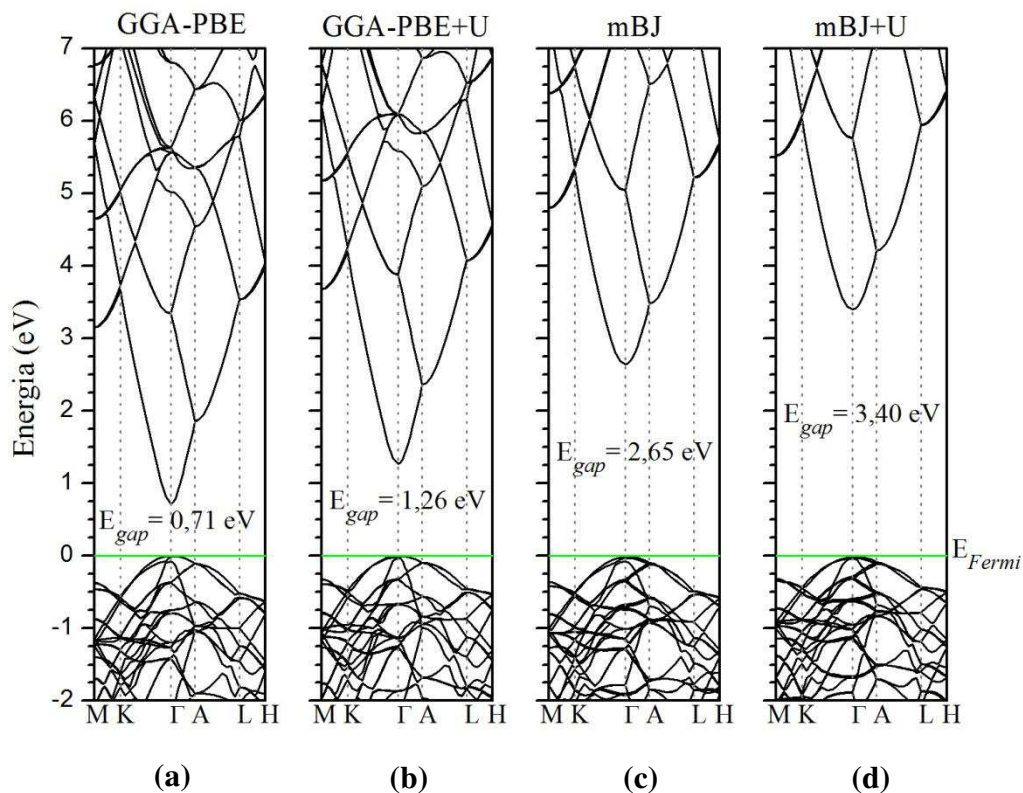 GGA-PBE
GGA-PBE+U
mBJ
mBJ+U
Energia (eV)
7
6
5
4
3
2
1
0
-1
-2
E_gap = 0,71 eV
E_gap = 1,26 eV
E_gap = 2,65 eV
E_gap = 3,40 eV
E_Fermi
M K Γ A L H
M K Γ A L H
M K Γ A L H
M K Γ A L H
(a)
(b)
(c)
(d)